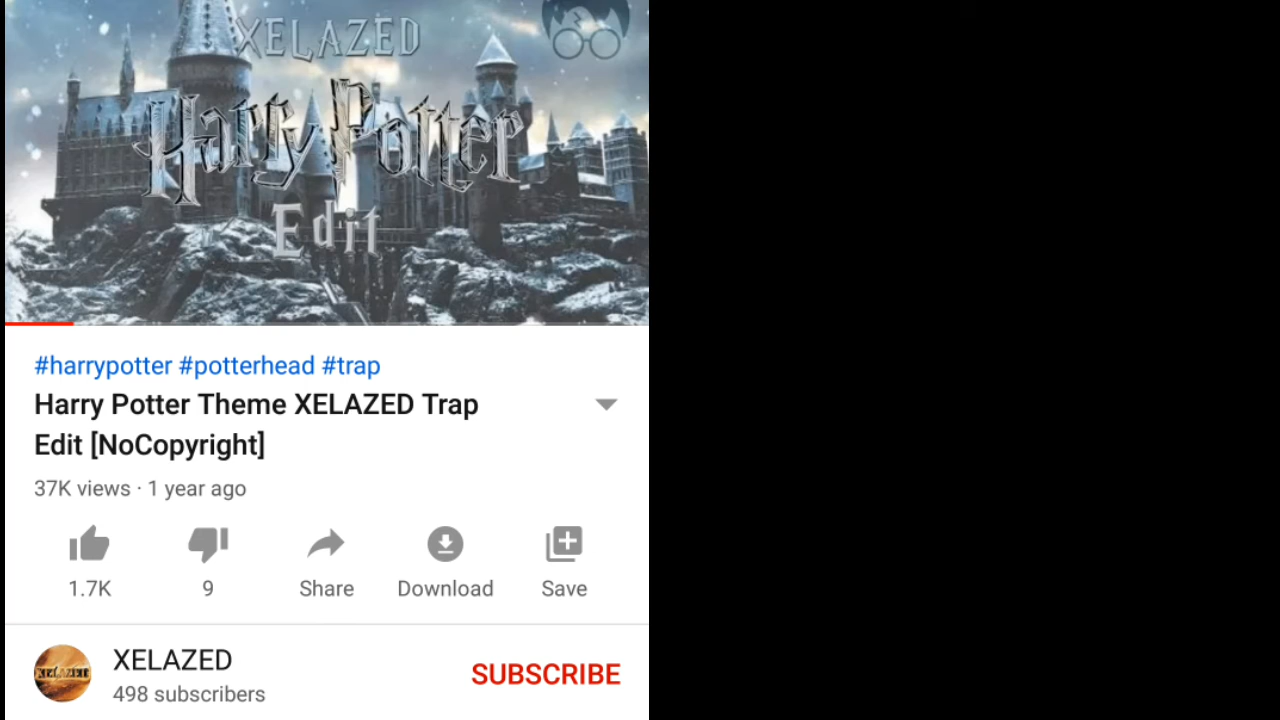 XELAZED
Harry Potter
Edit
#harrypotter #potterhead #trap
Harry Potter Theme XELAZED Trap
Edit [NoCopyright]
37K views · 1 year ago
1.7K
9
Share
Download
Save
XELAZED
XELAZED
498 subscribers
SUBSCRIBE